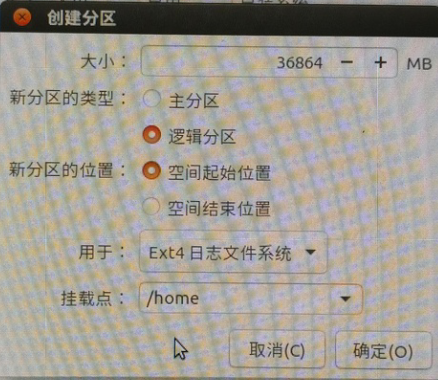 创建分区
大小： 36864 − + MB
新分区的类型： 主分区
逻辑分区
新分区的位置： 空间起始位置
空间结束位置
用于： Ext4 日志文件系统
挂载点： /home
取消(C) 确定(O)